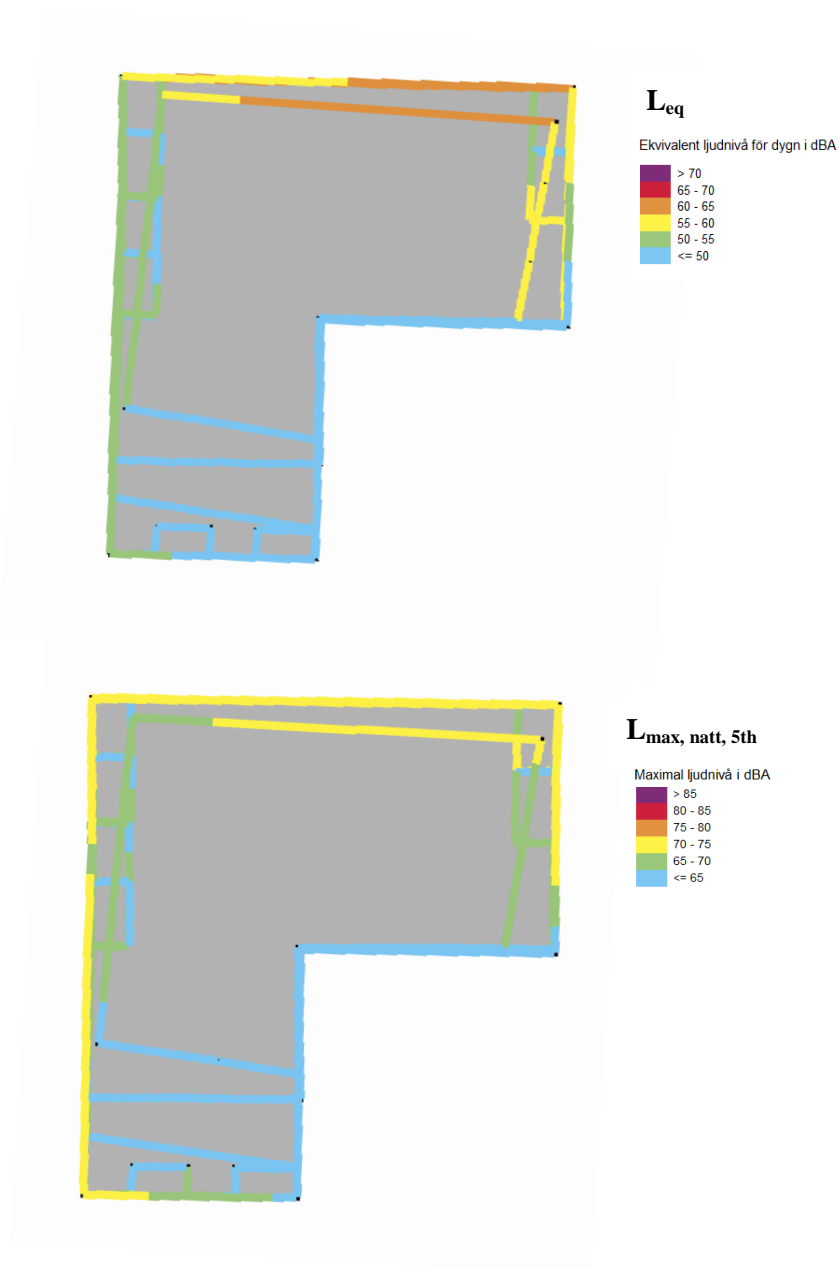 Leq
Ekvivalent ljudnivå för dygn i dBA
> 70
65 - 70
60 - 65
55 - 60
50 - 55
<= 50
Lmax, natt, 5th
Maximal ljudnivå i dBA
> 85
80 - 85
75 - 80
70 - 75
65 - 70
<= 65